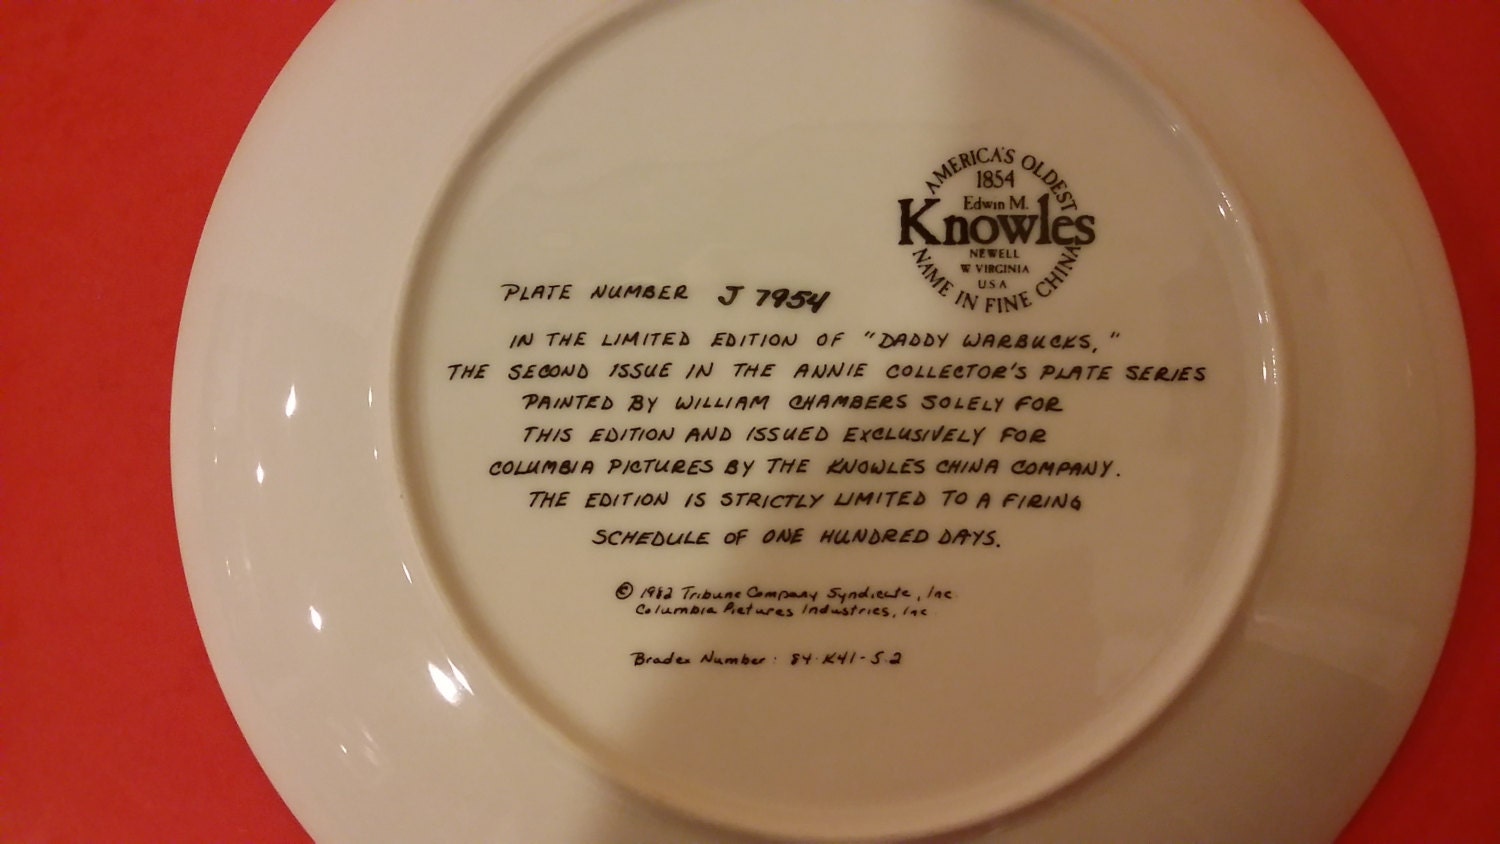 AMERICA'S OLDEST
1854
Edwin M.
Knowles
NEWELL
W VIRGINIA
USA
NAME IN FINE CHINA
PLATE NUMBER J 7954
IN THE LIMITED EDITION OF "DADDY WARBUCKS,"
THE SECOND ISSUE IN THE ANNIE COLLECTOR'S PLATE SERIES
PAINTED BY WILLIAM CHAMBERS SOLELY FOR
THIS EDITION AND ISSUED EXCLUSIVELY FOR
COLUMBIA PICTURES BY THE KNOWLES CHINA COMPANY.
THE EDITION IS STRICTLY LIMITED TO A FIRING
SCHEDULE OF ONE HUNDRED DAYS.
© 1982 Tribune Company Syndicate, Inc.
Columbia Pictures Industries, Inc
Bradex Number: 84-K41-5.2